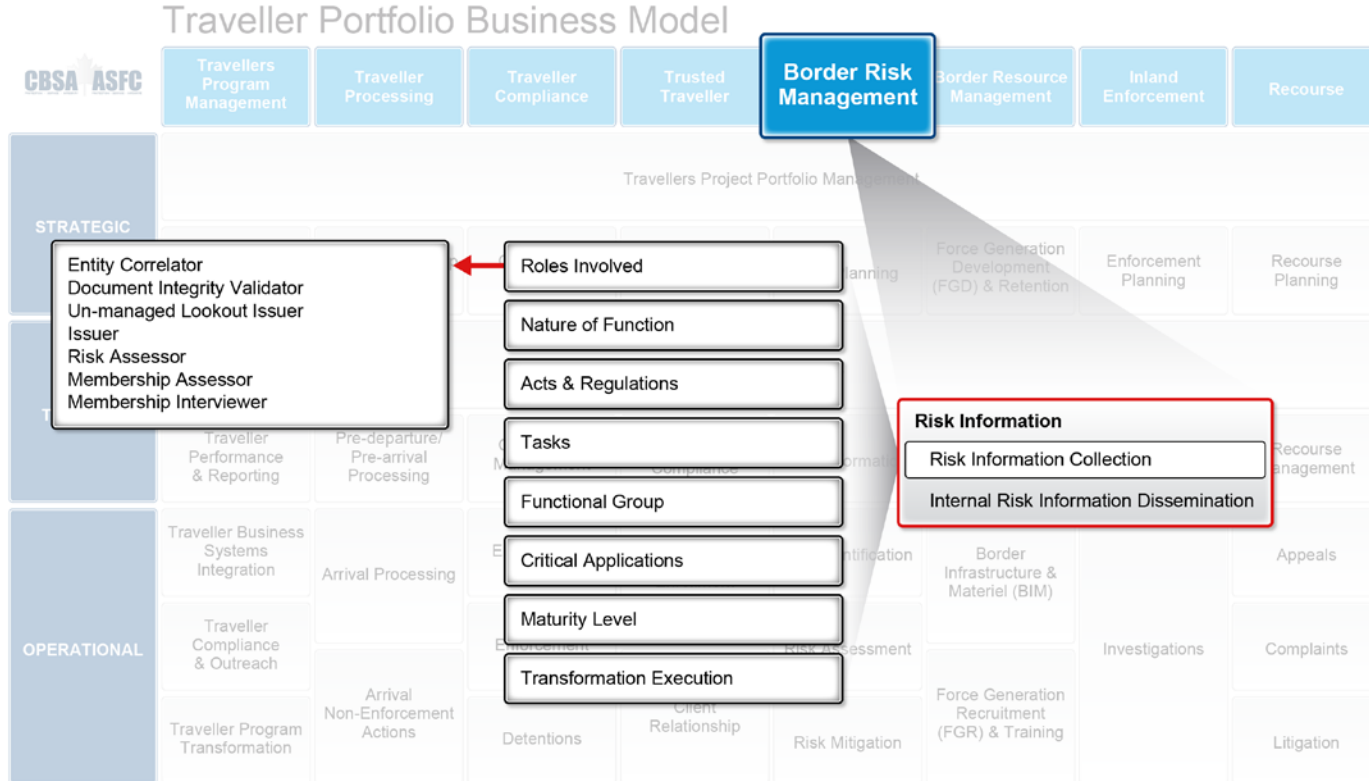 Traveller Portfolio Business Model
CBSA ASFC
Travellers
Program
Management
Traveller
Processing
Traveller
Compliance
Trusted
Traveller
Border Risk
Management
Border Resource
Management
Inland
Enforcement
Recourse
Travellers Project Portfolio Management
STRATEGIC
Entity Correlator
Document Integrity Validator
Un-managed Lookout Issuer
Issuer
Risk Assessor
Membership Assessor
Membership Interviewer
Roles Involved
Nature of Function
Acts & Regulations
Tasks
Functional Group
Critical Applications
Maturity Level
Transformation Execution
Force Generation
Development
(FGD) & Retention
Enforcement
Planning
Recourse
Planning
Risk Information
Risk Information Collection
Internal Risk Information Dissemination
Traveller
Performance
& Reporting
Pre-departure/
Pre-arrival
Processing
Compliance
Recourse
OPERATIONAL
Traveller Business
Systems
Integration
Arrival Processing
Border
Infrastructure &
Materiel (BIM)
Appeals
Traveller
Compliance
& Outreach
Enforcement
Risk Assessment
Investigations
Complaints
Traveller Program
Transformation
Arrival
Non-Enforcement
Actions
Detentions
Client
Relationship
Risk Mitigation
Force Generation
Recruitment
(FGR) & Training
Litigation